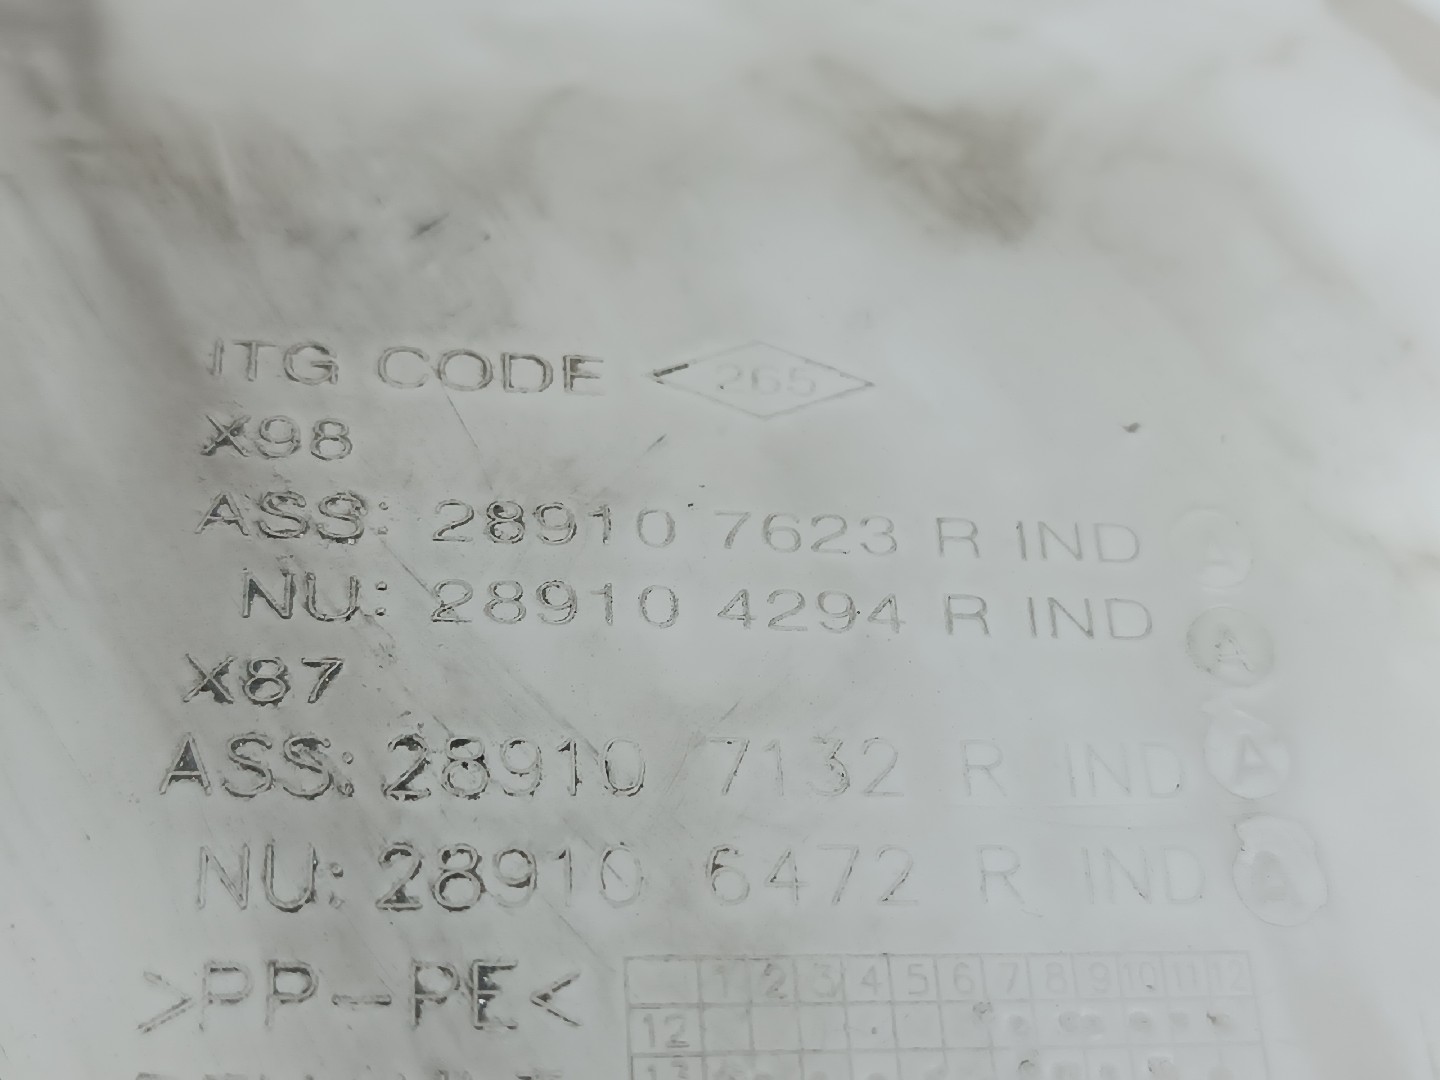 ITG CODE 265
X98
ASS: 28910 7623 R IND A
NU: 28910 4294 R IND A
X87
ASS: 28910 7132 R IND A
NU: 28910 6472 R IND A
>PP-PE<
1 2 3 4 5 6 7 8 9 10 11 12
12
13